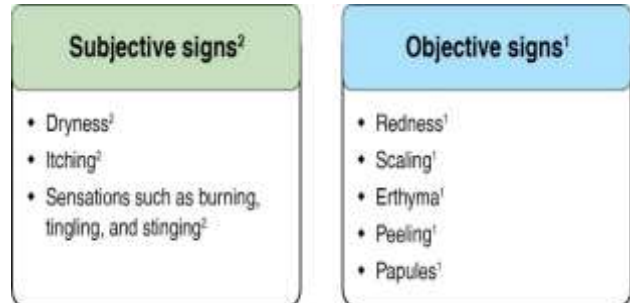 Subjective signs²
• Dryness²
• Itching²
• Sensations such as burning,
tingling, and stinging²
Objective signs¹
• Redness¹
• Scaling¹
• Erthyma¹
• Peeling¹
• Papules¹